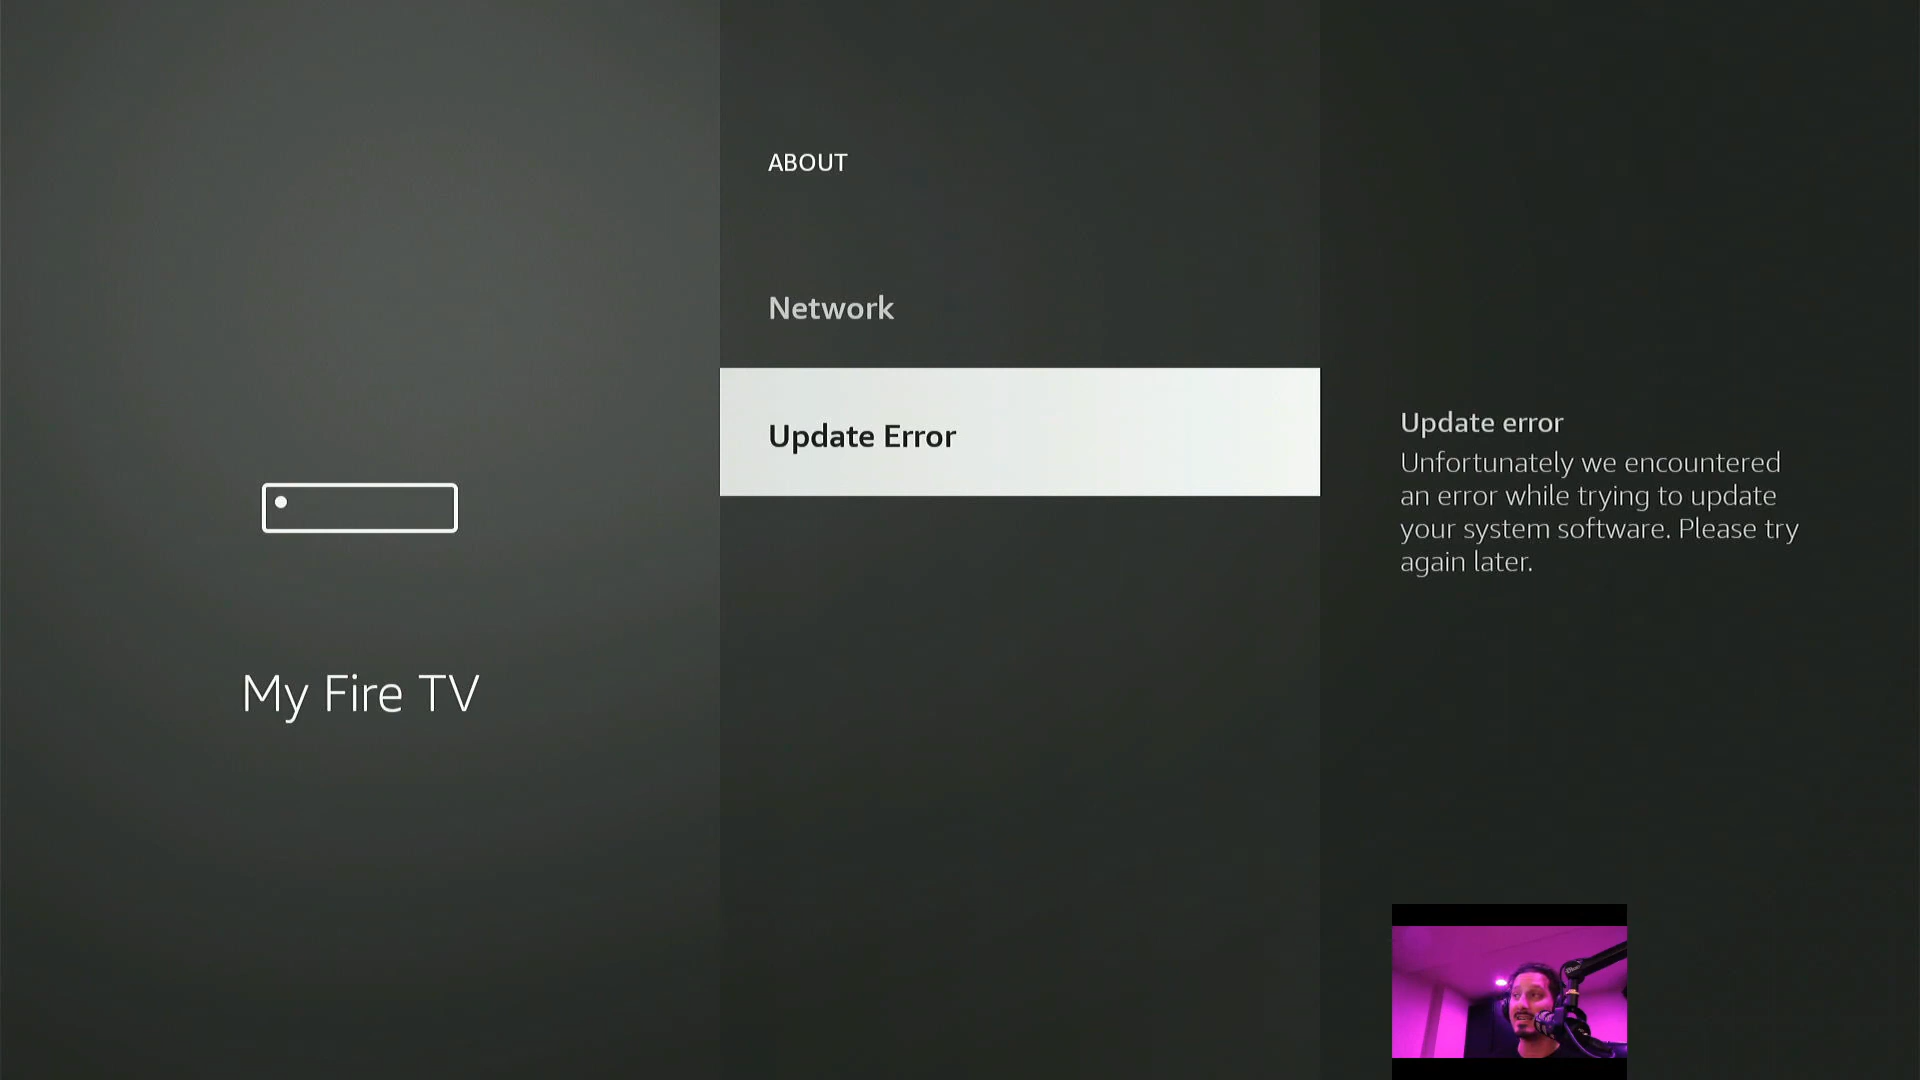 ABOUT
Network
Update Error
My Fire TV
Update error
Unfortunately we encountered
an error while trying to update
your system software. Please try
again later.